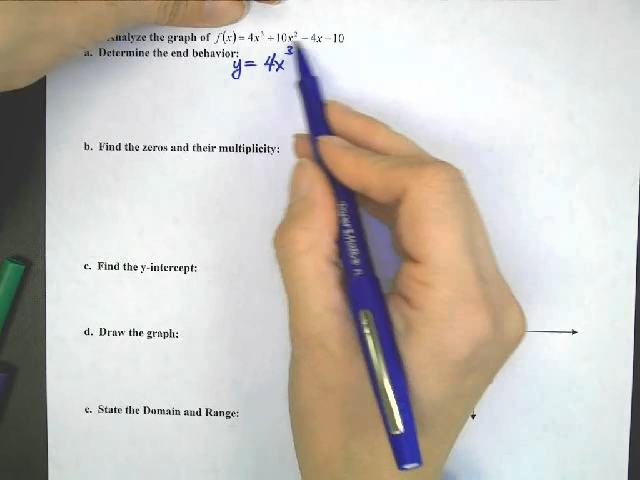 Analyze the graph of f(x) = 4x³ + 10x² − 4x − 10
a. Determine the end behavior:
y = 4x³
b. Find the zeros and their multiplicity:
c. Find the y-intercept:
d. Draw the graph:
e. State the Domain and Range: